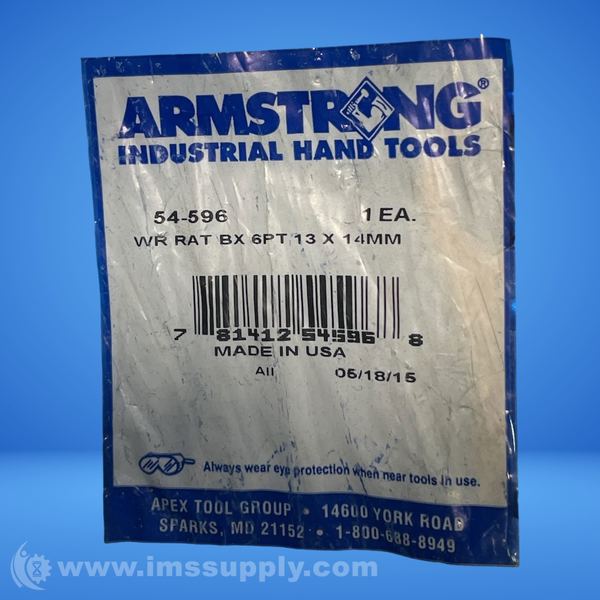 ARMSTRONG®
INDUSTRIAL HAND TOOLS
54-596 1 EA.
WR RAT BX 6PT 13 X 14MM
7 81412 54596 8
MADE IN USA
All 05/18/15
Always wear eye protection when near tools in use.
APEX TOOL GROUP • 14600 YORK ROAD
SPARKS, MD 21152 • 1-800-688-8949
www.imssupply.com